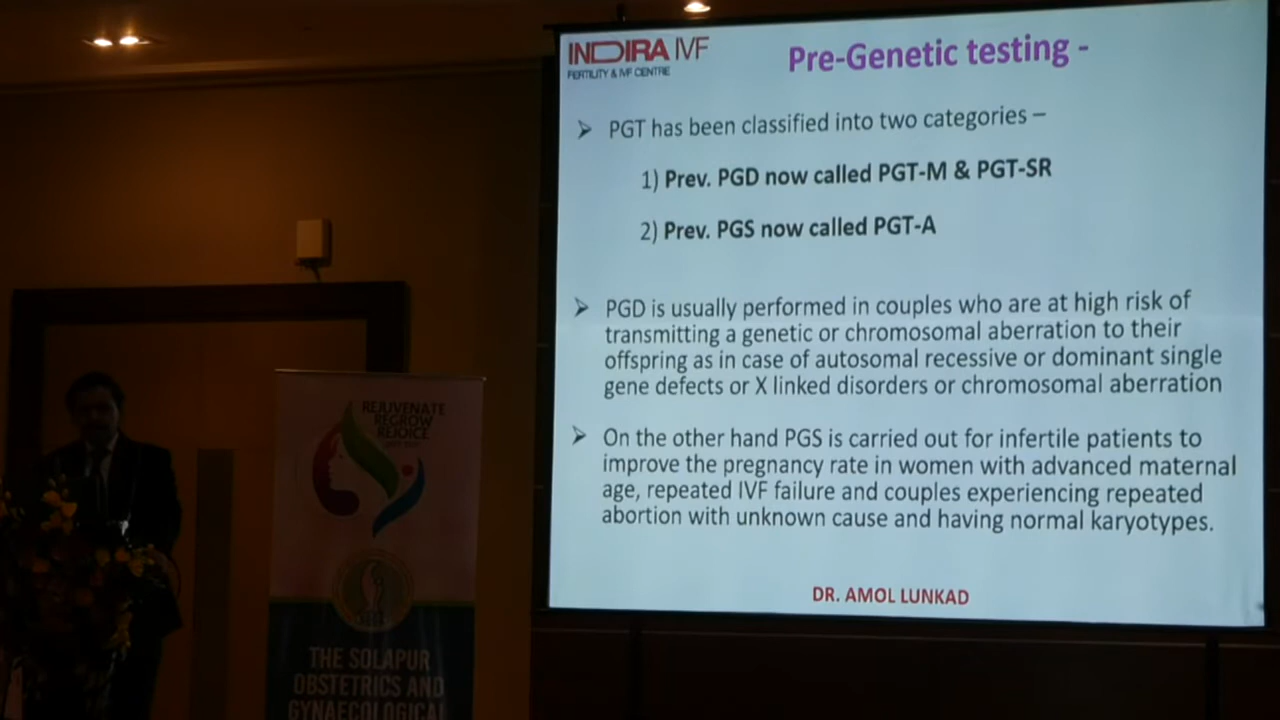 INDIRA IVF
FERTILITY & IVF CENTRE
Pre-Genetic testing -
PGT has been classified into two categories –
1) Prev. PGD now called PGT-M & PGT-SR
2) Prev. PGS now called PGT-A
PGD is usually performed in couples who are at high risk of
transmitting a genetic or chromosomal aberration to their
offspring as in case of autosomal recessive or dominant single
gene defects or X linked disorders or chromosomal aberration
On the other hand PGS is carried out for infertile patients to
improve the pregnancy rate in women with advanced maternal
age, repeated IVF failure and couples experiencing repeated
abortion with unknown cause and having normal karyotypes.
DR. AMOL LUNKAD
REJUVENATE
REGROW
REJOICE
THE SOLAPUR
OBSTETRICS AND
GYNAECOLOGICAL